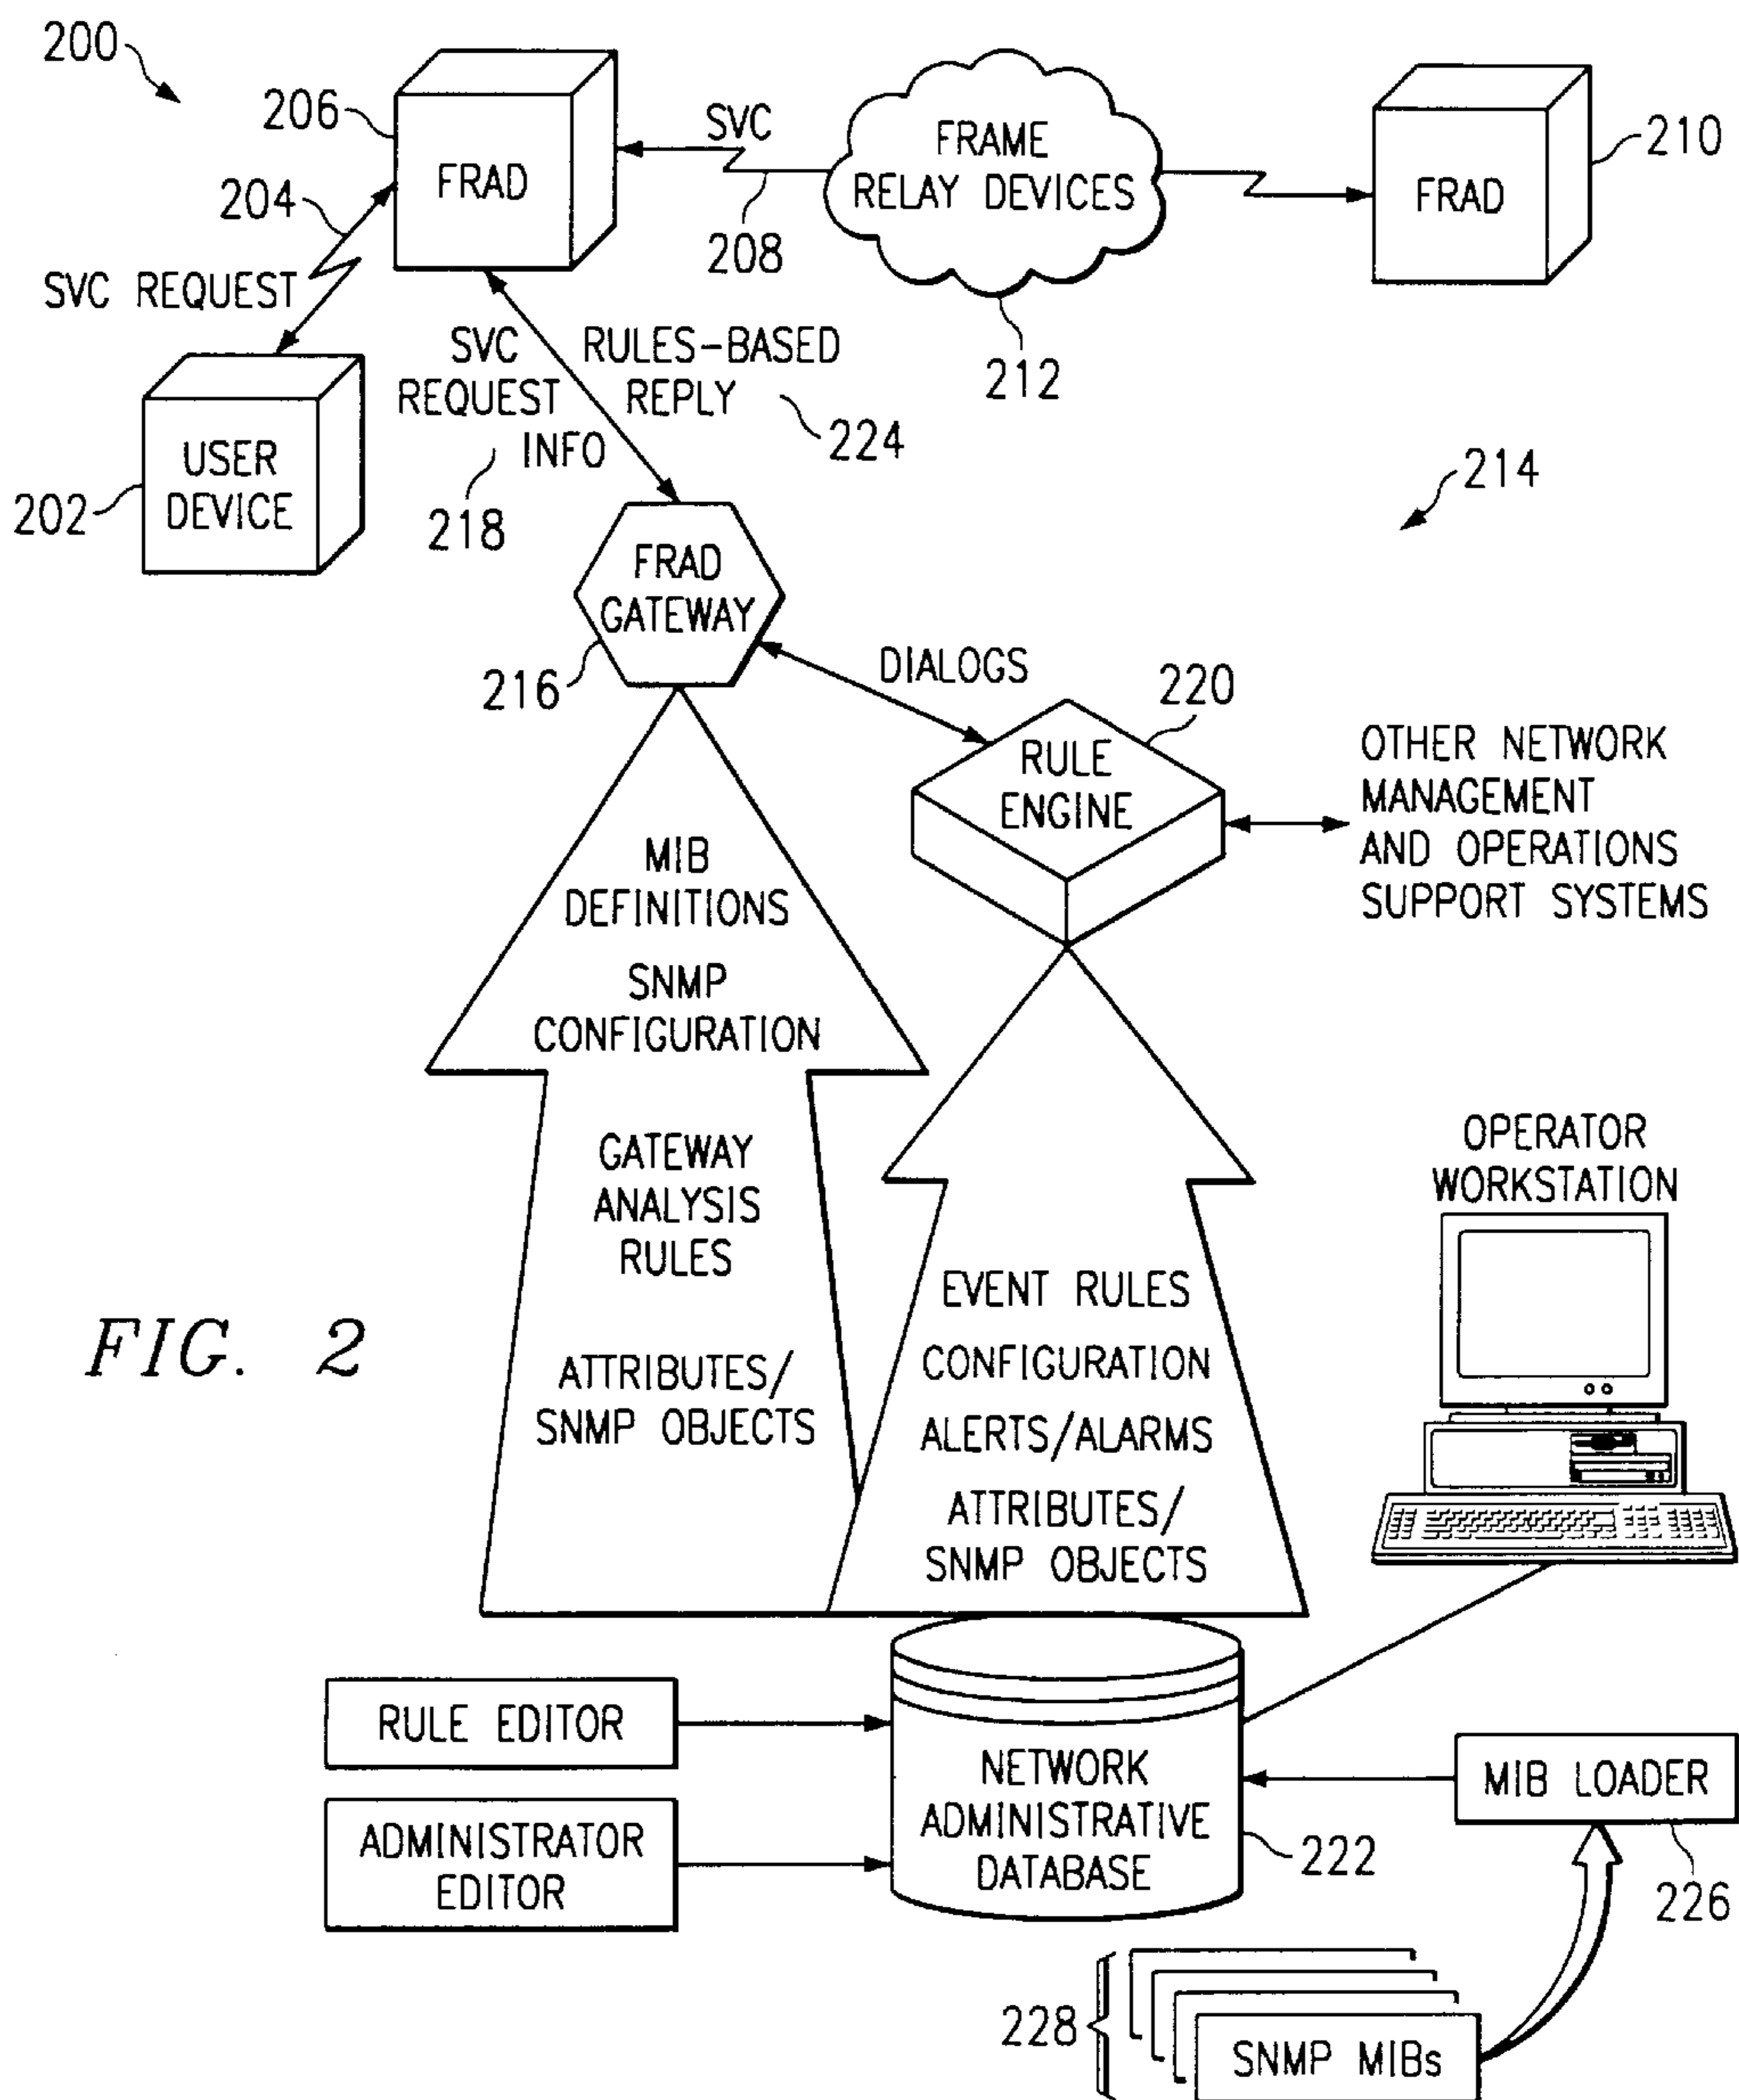 200
206
FRAD
204
SVC REQUEST
SVC
208
FRAME
RELAY DEVICES
212
FRAD
210
USER
DEVICE
202
SVC
REQUEST
INFO
218
RULES-BASED
REPLY
224
214
FRAD
GATEWAY
216
DIALOGS
220
RULE
ENGINE
OTHER NETWORK
MANAGEMENT
AND OPERATIONS
SUPPORT SYSTEMS
MIB
DEFINITIONS
SNMP
CONFIGURATION
GATEWAY
ANALYSIS
RULES
ATTRIBUTES/
SNMP OBJECTS
EVENT RULES
CONFIGURATION
ALERTS/ALARMS
ATTRIBUTES/
SNMP OBJECTS
OPERATOR
WORKSTATION
FIG. 2
RULE EDITOR
ADMINISTRATOR
EDITOR
NETWORK
ADMINISTRATIVE
DATABASE
222
MIB LOADER
226
228
SNMP MIBs